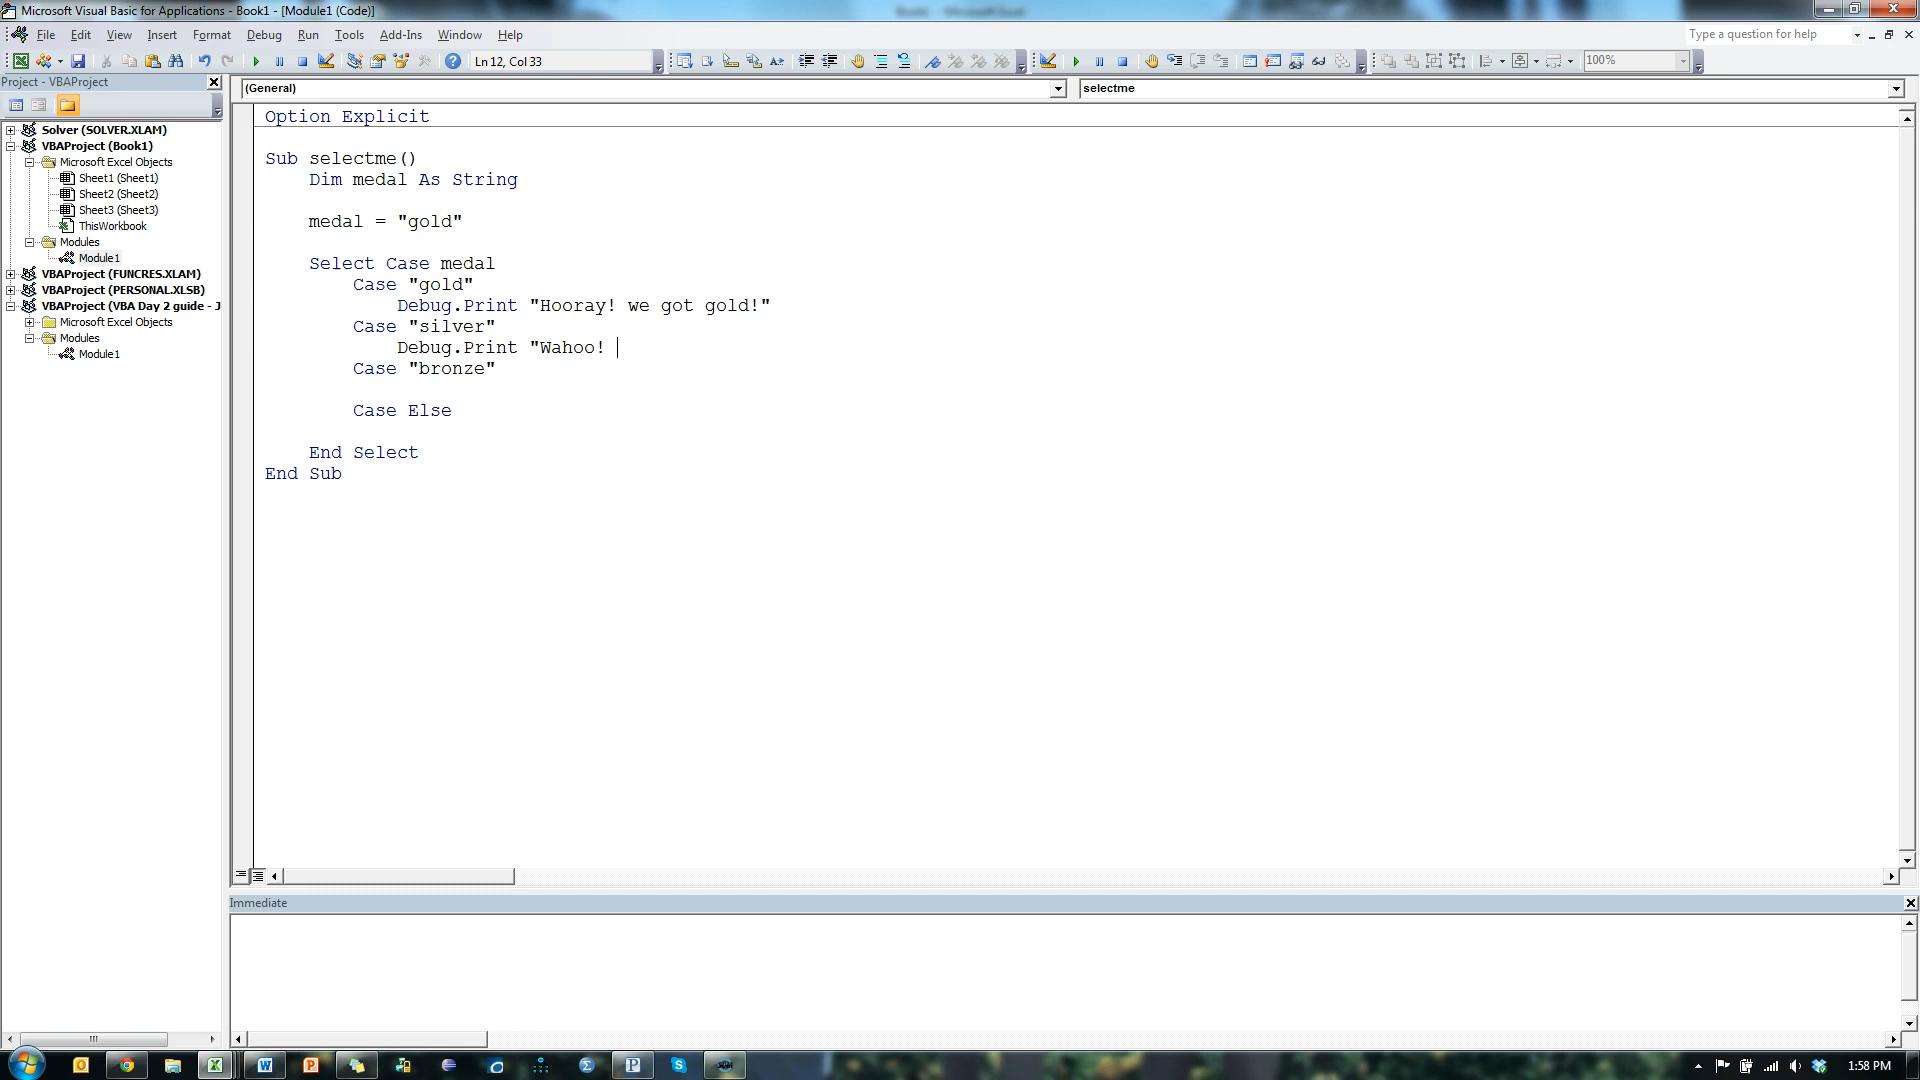 Microsoft Visual Basic for Applications - Book1 - [Module1 (Code)]
File Edit View Insert Format Debug Run Tools Add-Ins Window Help
Type a question for help
Ln 12, Col 33
100%
Project - VBAProject
(General)
selectme
Solver (SOLVER.XLAM)
VBAProject (Book1)
Microsoft Excel Objects
Sheet1 (Sheet1)
Sheet2 (Sheet2)
Sheet3 (Sheet3)
ThisWorkbook
Modules
Module1
VBAProject (FUNCRES.XLAM)
VBAProject (PERSONAL.XLSB)
VBAProject (VBA Day 2 guide - J
Microsoft Excel Objects
Modules
Module1
Option Explicit
Sub selectme()
Dim medal As String
medal = "gold"
Select Case medal
Case "gold"
Debug.Print "Hooray! we got gold!"
Case "silver"
Debug.Print "Wahoo!
Case "bronze"
Case Else
End Select
End Sub
Immediate
1:58 PM